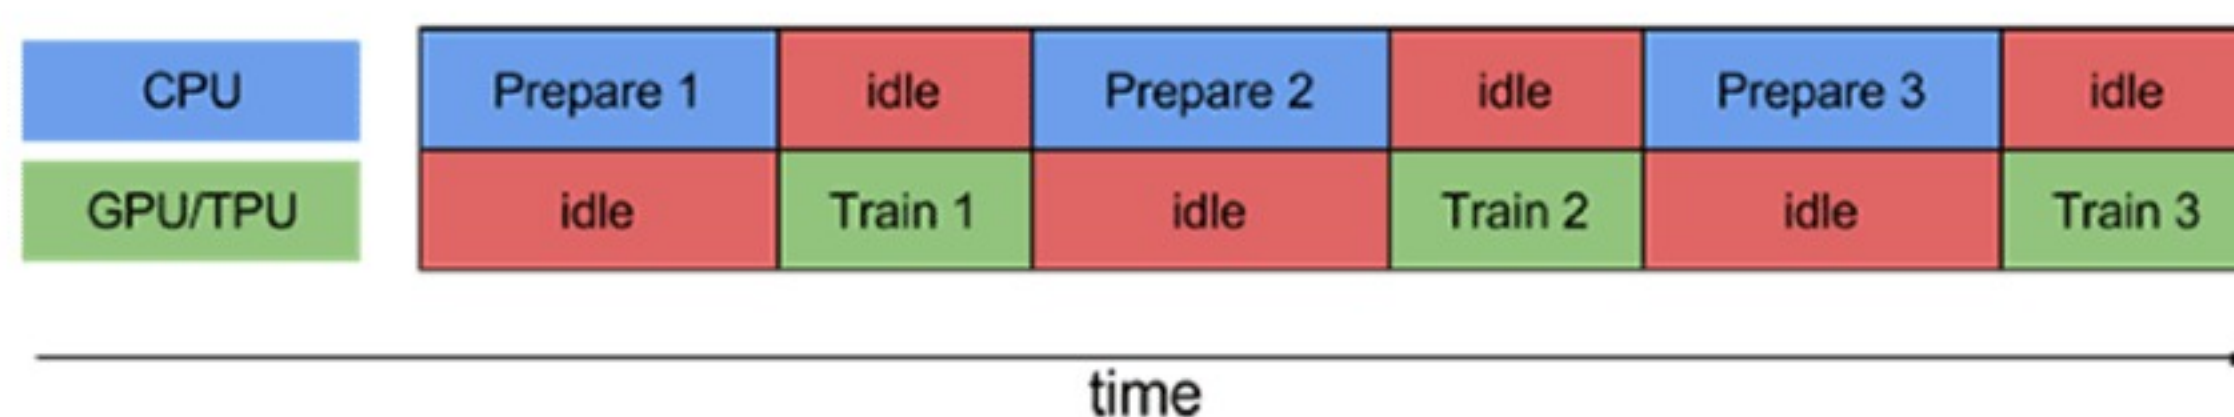 CPU Prepare 1 idle Prepare 2 idle Prepare 3 idle
GPU/TPU idle Train 1 idle Train 2 idle Train 3
time